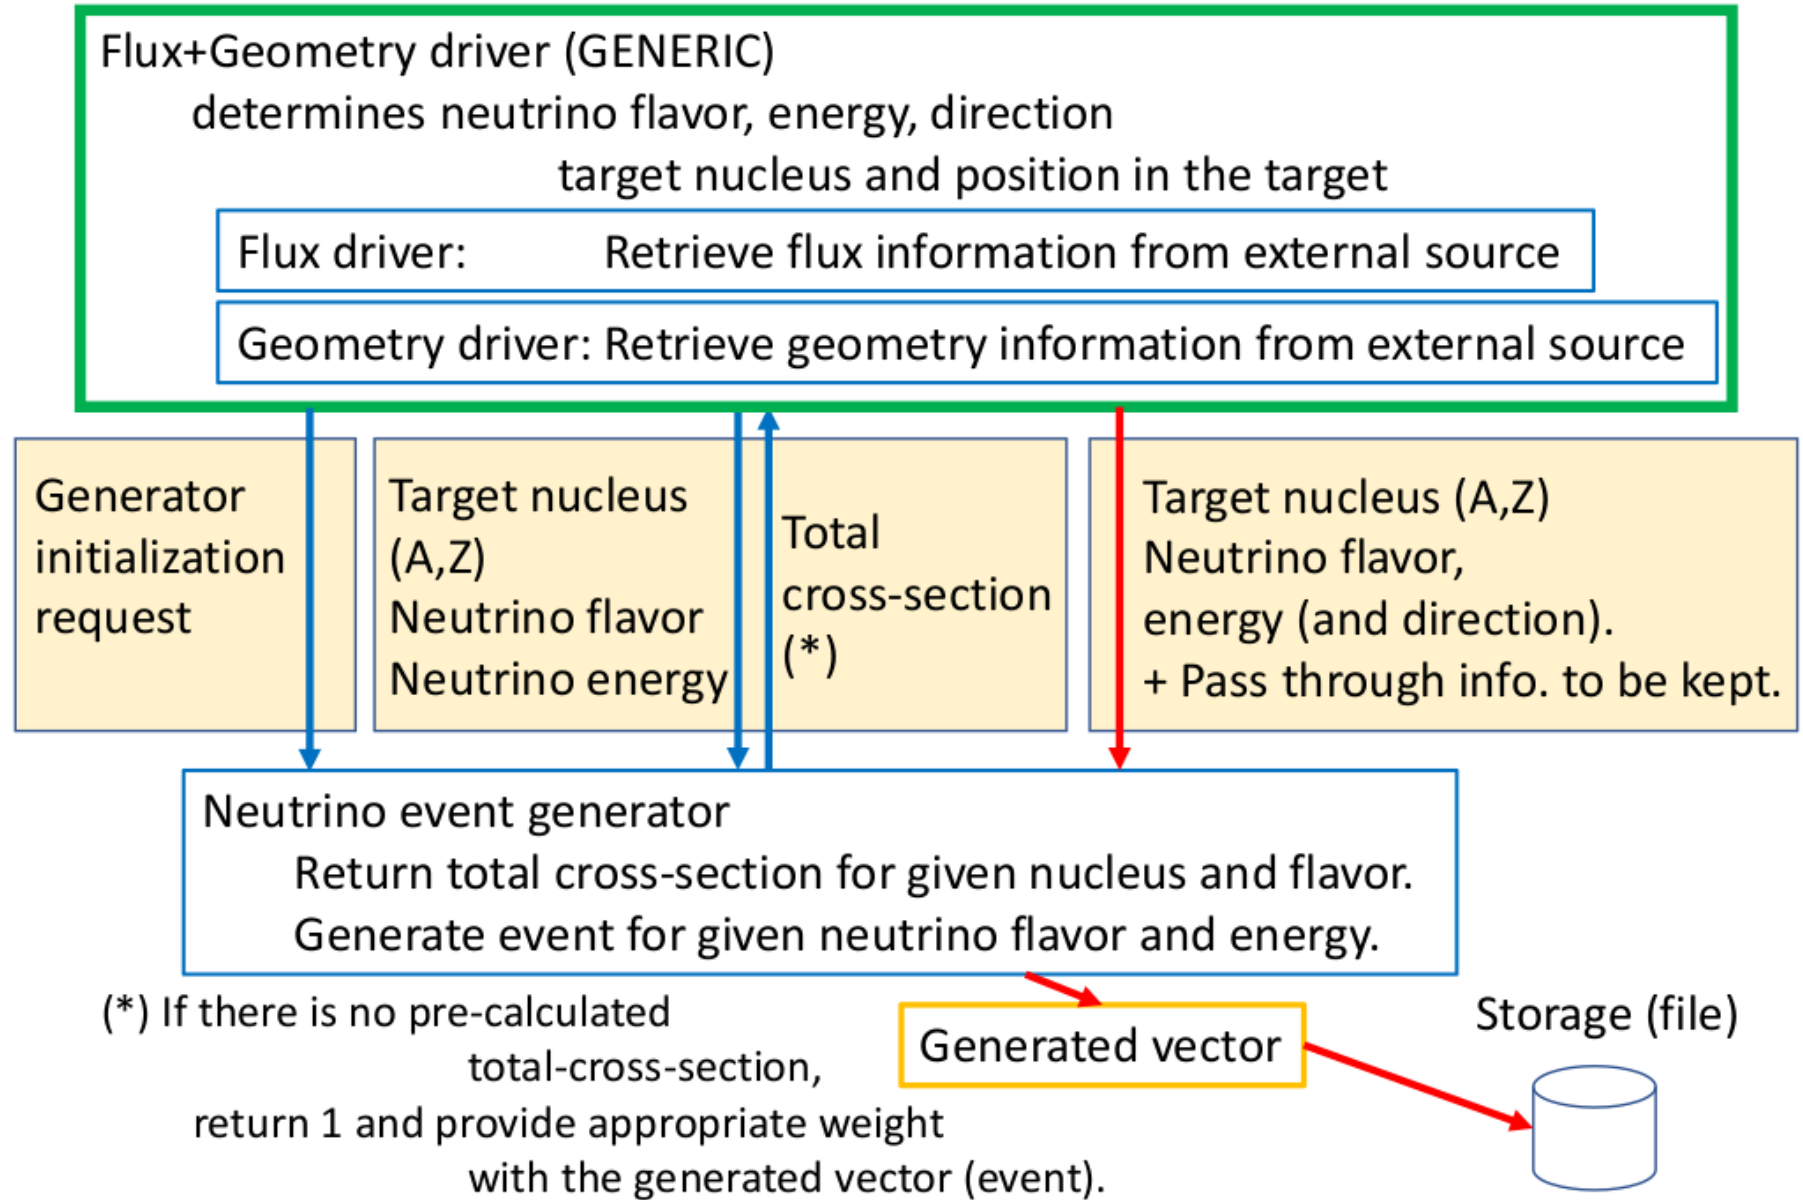 Flux+Geometry driver (GENERIC)
determines neutrino flavor, energy, direction
target nucleus and position in the target
Flux driver: Retrieve flux information from external source
Geometry driver: Retrieve geometry information from external source
Generator
initialization
request
Target nucleus
(A,Z)
Neutrino flavor
Neutrino energy
Total
cross-section
(*)
Target nucleus (A,Z)
Neutrino flavor,
energy (and direction).
+ Pass through info. to be kept.
Neutrino event generator
Return total cross-section for given nucleus and flavor.
Generate event for given neutrino flavor and energy.
(*) If there is no pre-calculated
total-cross-section,
return 1 and provide appropriate weight
with the generated vector (event).
Generated vector
Storage (file)